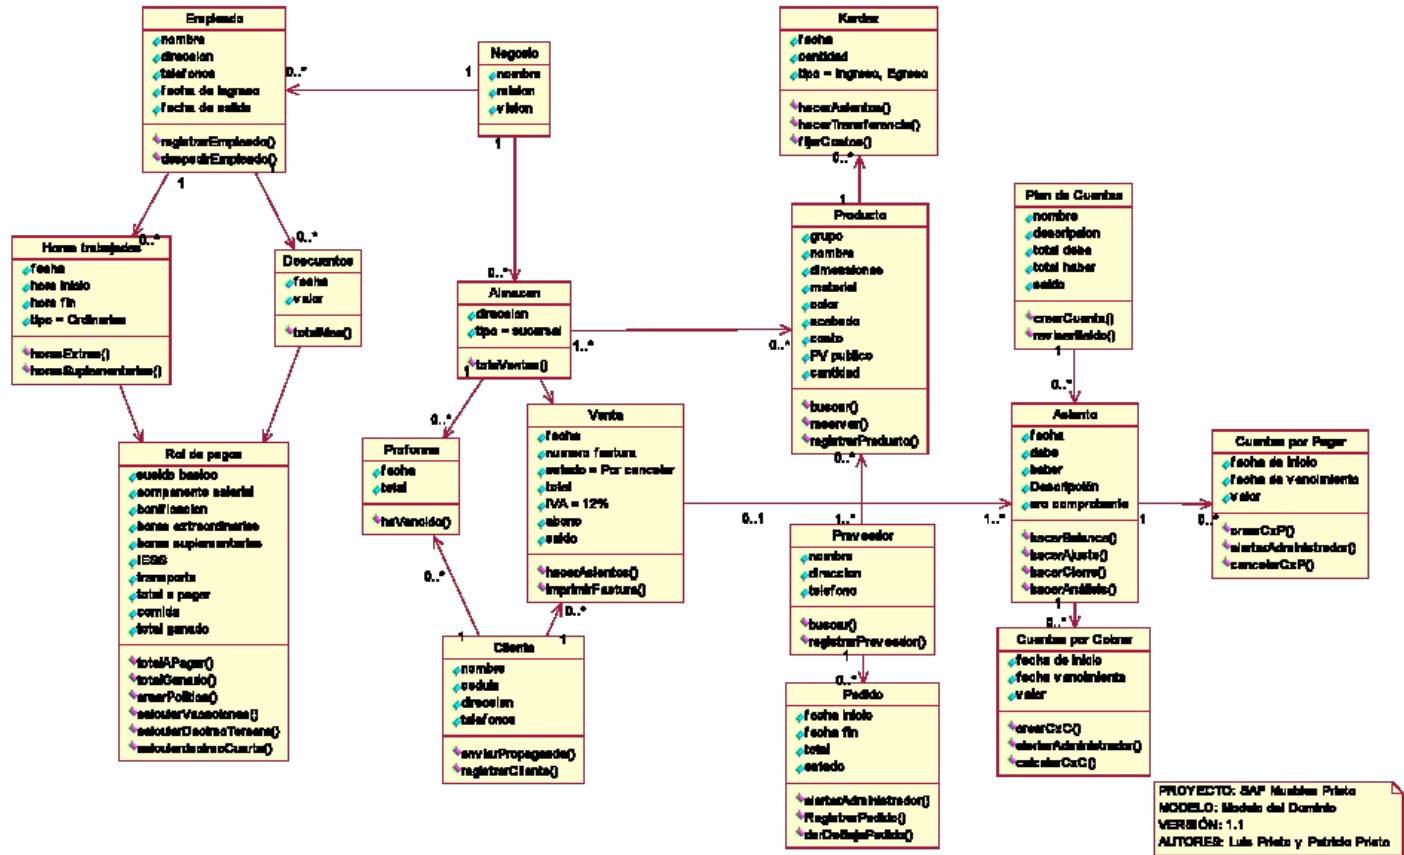 Empleado
nombre
direccion
telefonos
fecha de ingreso
fecha de salida
registrarEmpleado()
despedirEmpleado()
1
1
0..*
1
Negocio
nombre
mision
vision
1
0..*
Kardex
fecha
cantidad
tipo = Ingreso, Egreso
hacerAsientos()
hacerTransferencia()
fijarCostos()
0..*
1
Producto
grupo
nombre
dimensiones
material
color
acabado
costo
PV publico
cantidad
buscar()
reservar()
registrarProducto()
0..*
Plan de Cuentas
nombre
descripcion
total debe
total haber
saldo
crearCuenta()
revisarSaldo()
1
0..*
0..*
Horas trabajadas
fecha
hora inicio
hora fin
tipo = Ordinarias
horasExtras()
horasSuplementarias()
0..*
Descuentos
fecha
valor
totalMes()
Almacen
direccion
tipo = sucursal
totalVentas()
1
1..*
0..*
0..*
Rol de pagos
sueldo basico
componente salarial
bonificacion
horas extraordinarias
horas suplementarias
IESS
transporte
total a pagar
comida
total ganado
totalAPagar()
totalGanado()
crearPolitica()
calcularVacaciones()
calcularDecimoTercera()
calculardecimoCuarta()
Proforma
fecha
total
haVencido()
0..*
Venta
fecha
numero factura
estado = Por cancelar
total
IVA = 12%
abono
saldo
hacerAsientos()
imprimirFactura()
0..*
0..1
1..*
Asiento
fecha
debe
haber
Descripción
nro comprobante
hacerBalance()
hacerAjuste()
hacerCierre()
hacerAnálisis()
1
1
0..*
0..*
Cuentas por Pagar
fecha de inicio
fecha de vencimiento
valor
crearCxP()
alertarAdministrador()
cancelarCxP()
1..*
Proveedor
nombre
direccion
telefono
buscar()
registrarProveedor()
1
0..*
1
1
Cliente
nombre
cedula
direccion
telefonos
enviarPropaganda()
registrarCliente()
Pedido
fecha inicio
fecha fin
total
estado
alertarAdministrador()
RegistrarPedido()
darDeBajaPedido()
Cuentas por Cobrar
fecha de inicio
fecha vencimiento
valor
crearCxC()
alertarAdministrador()
calcelarCxC()
PROYECTO: SAF Muebles Prieto
MODELO: Modelo del Dominio
VERSIÓN: 1.1
AUTORES: Luis Prieto y Patricio Prieto